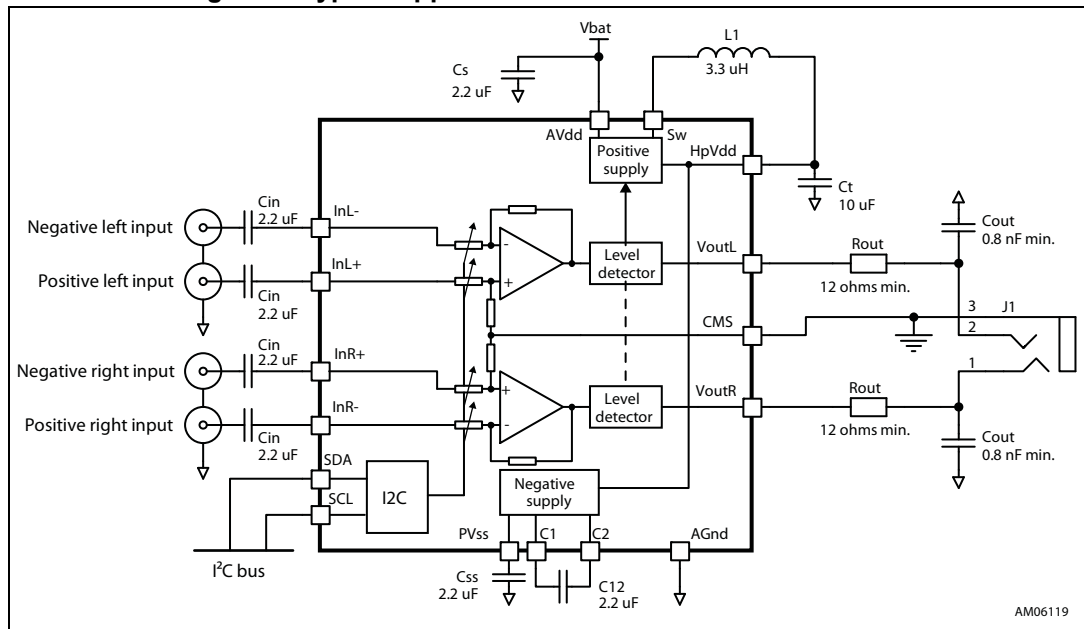 Vbat
L1
3.3 uH
Cs
2.2 uF
AVdd
Sw
HpVdd
Positive
supply
Ct
10 uF
Cin
2.2 uF
InL-
Negative left input
-
Cout
0.8 nF min.
Level
detector
VoutL
Rout
12 ohms min.
InL+
Positive left input
+
Cin
2.2 uF
CMS
3
J1
2
Cin
2.2 uF
InR+
Negative right input
+
1
Level
detector
VoutR
Rout
12 ohms min.
InR-
Positive right input
-
Cin
2.2 uF
Cout
0.8 nF min.
SDA
SCL
I2C
Negative
supply
PVss
C1
C2
AGnd
I²C bus
Css
2.2 uF
C12
2.2 uF
AM06119